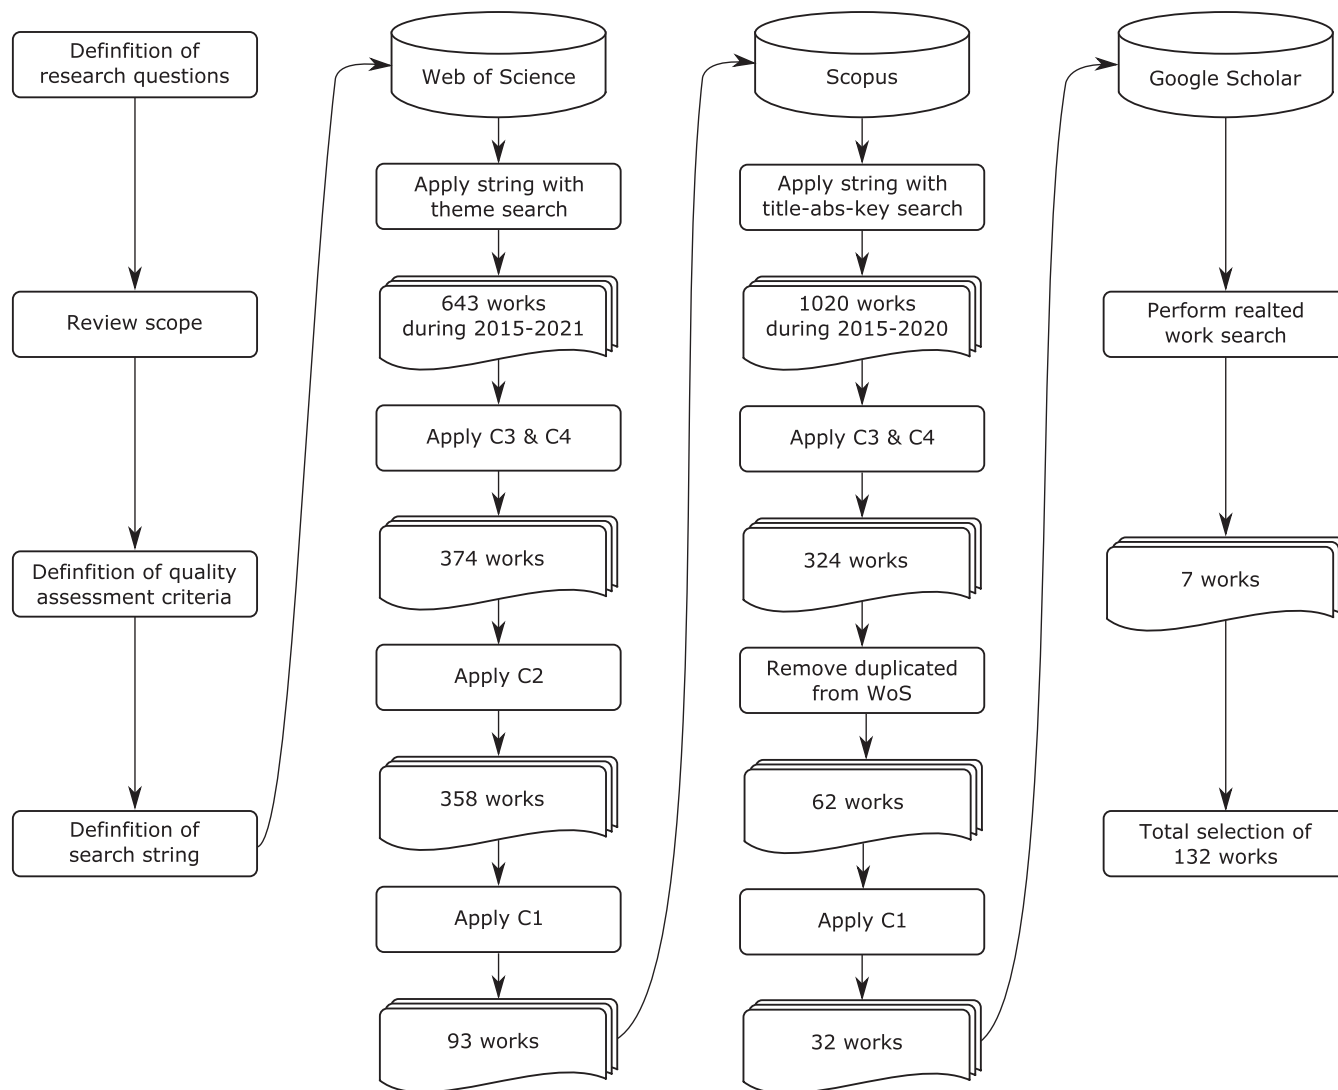 Definfition of
research questions
Review scope
Definfition of quality
assessment criteria
Definfition of
search string
Web of Science
Apply string with
theme search
643 works
during 2015-2021
Apply C3 & C4
374 works
Apply C2
358 works
Apply C1
93 works
Scopus
Apply string with
title-abs-key search
1020 works
during 2015-2020
Apply C3 & C4
324 works
Remove duplicated
from WoS
62 works
Apply C1
32 works
Google Scholar
Perform realted
work search
7 works
Total selection of
132 works